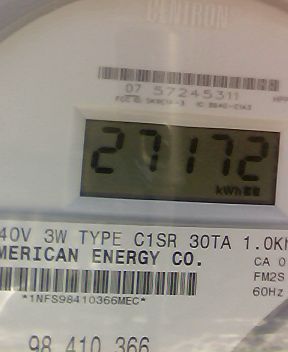 CENTRON
07 57245311
27172
kWh
40V 3W TYPE C1SR 30TA 1.0K
MERICAN ENERGY CO.
CA 0
FM2S
60Hz
*1NFS98410366MEC*
98 410 366